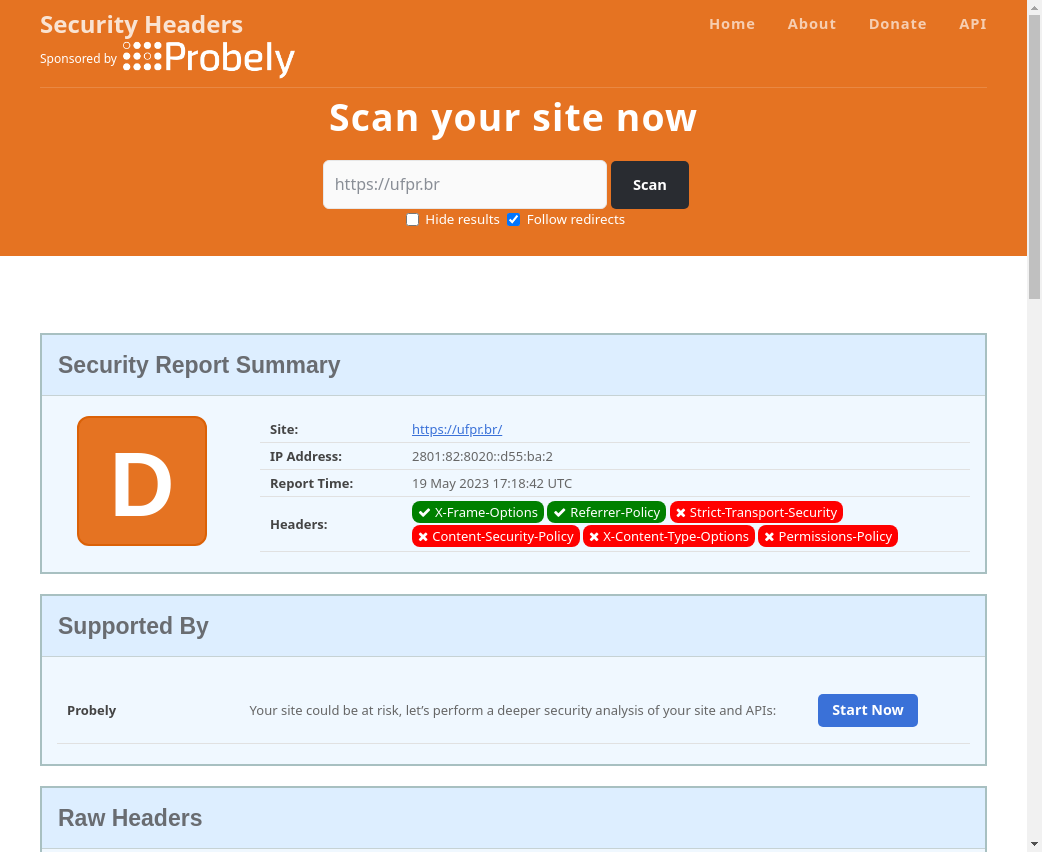 Security Headers
Home About Donate API
Sponsored by Probely
Scan your site now
https://ufpr.br Scan
Hide results Follow redirects
Security Report Summary
D
Site: https://ufpr.br/
IP Address: 2801:82:8020::d55:ba:2
Report Time: 19 May 2023 17:18:42 UTC
Headers: X-Frame-Options Referrer-Policy Strict-Transport-Security
Content-Security-Policy X-Content-Type-Options Permissions-Policy
Supported By
Probely Your site could be at risk, let’s perform a deeper security analysis of your site and APIs: Start Now
Raw Headers